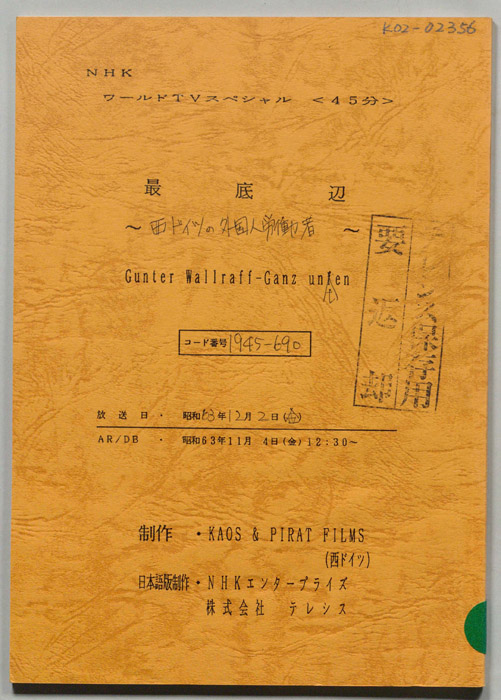 K02-02356
NHK
ワールドTVスペシャル <45分>
最底辺
～西ドイツの外国人労働者～
Gunter Wallraff-Ganz unten
コード番号 1945-690
放送日・昭和63年12月2日(金)
AR/DB・昭和63年11月4日(金)12:30～
制作・KAOS & PIRAT FILMS
(西ドイツ)
日本語版制作・NHKエンタープライズ
株式会社 テレシス
要返却
久保存用